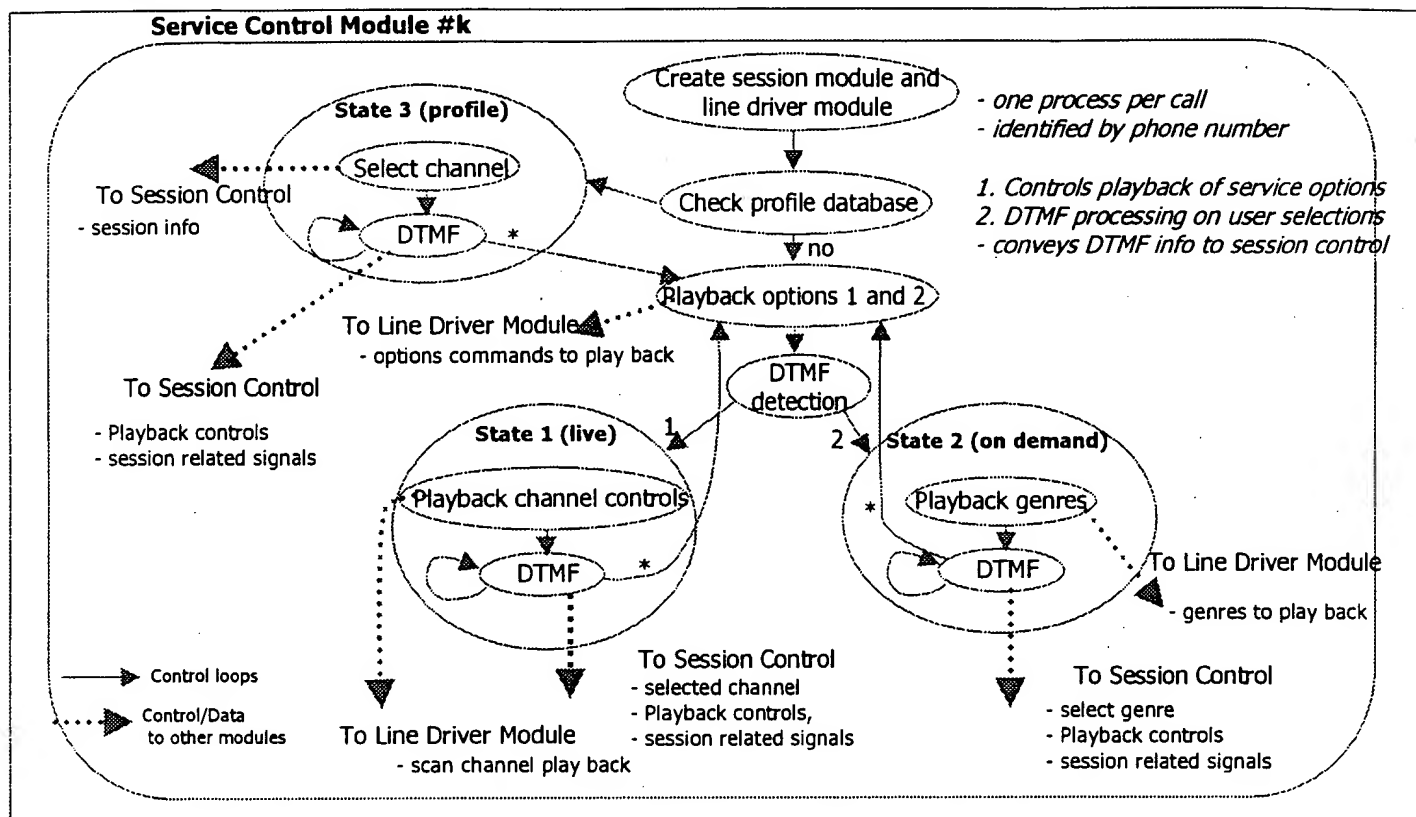 Service Control Module #k
Create session module and
line driver module
- one process per call
- identified by phone number
State 3 (profile)
Select channel
To Session Control
- session info
DTMF
*
Check profile database
no
1. Controls playback of service options
2. DTMF processing on user selections
- conveys DTMF info to session control
Playback options 1 and 2
To Line Driver Module
- options commands to play back
To Session Control
- Playback controls
- session related signals
DTMF
detection
1
2
State 1 (live)
Playback channel controls
DTMF
*
State 2 (on demand)
Playback genres
*
DTMF
To Line Driver Module
- genres to play back
To Session Control
- selected channel
- Playback controls,
- session related signals
To Session Control
- select genre
- Playback controls
- session related signals
To Line Driver Module
- scan channel play back
Control loops
Control/Data
to other modules